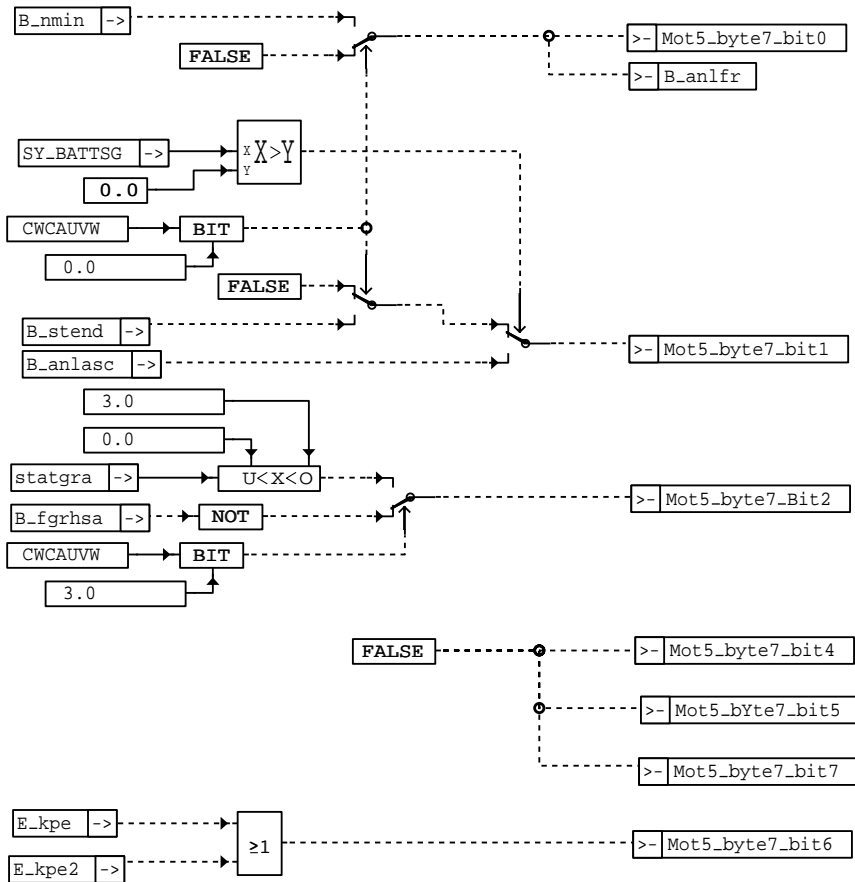 B_nmin ->
>- Mot5_byte7_bit0
FALSE
>- B_anlfr
SY_BATTSG ->
X
Y
X>Y
0.0
CWCAUVW
BIT
0.0
FALSE
B_stend ->
>- Mot5_byte7_bit1
B_anlasc ->
3.0
0.0
statgra ->
U<X<O
>- Mot5_byte7_Bit2
B_fgrhsa ->
NOT
CWCAUVW
BIT
3.0
FALSE
>- Mot5_byte7_bit4
>- Mot5_bYte7_bit5
>- Mot5_byte7_bit7
E_kpe ->
≥1
>- Mot5_byte7_bit6
E_kpe2 ->